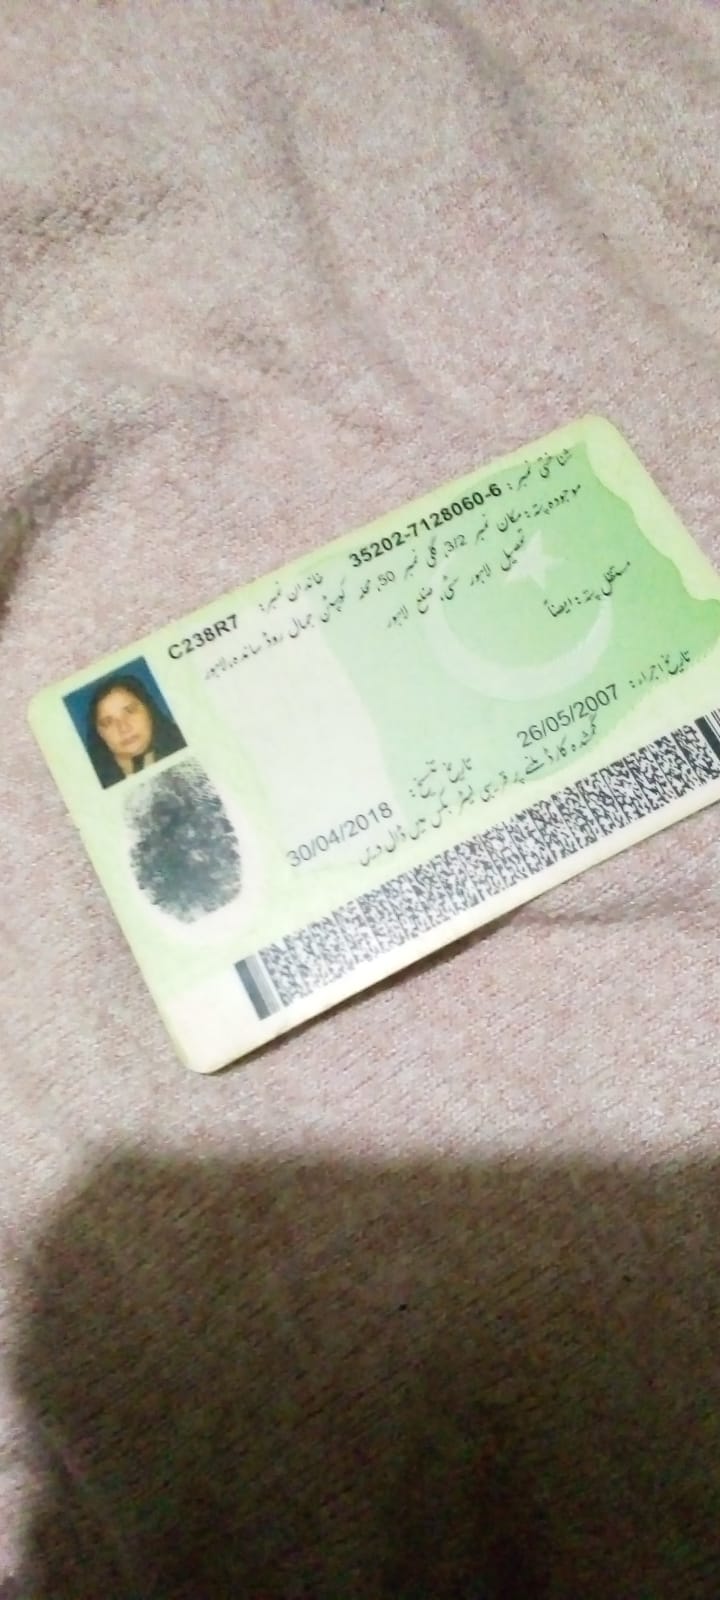 شناختی نمبر: 35202-7128060-6 خاندان نمبر: C238R7
موجودہ پتہ: مکان نمبر 3/2، گلی نمبر 50، محلہ جمال روڈ ساندہ، لاہور
تحصیل لاہور سٹی، ضلع لاہور
مستقل پتہ: ایضاً
تاریخ اجراء: 26/05/2007 تاریخ تنسیخ: 30/04/2018
گمشدہ کارڈ ملنے پر قریبی لیٹر بکس میں ڈال دیں